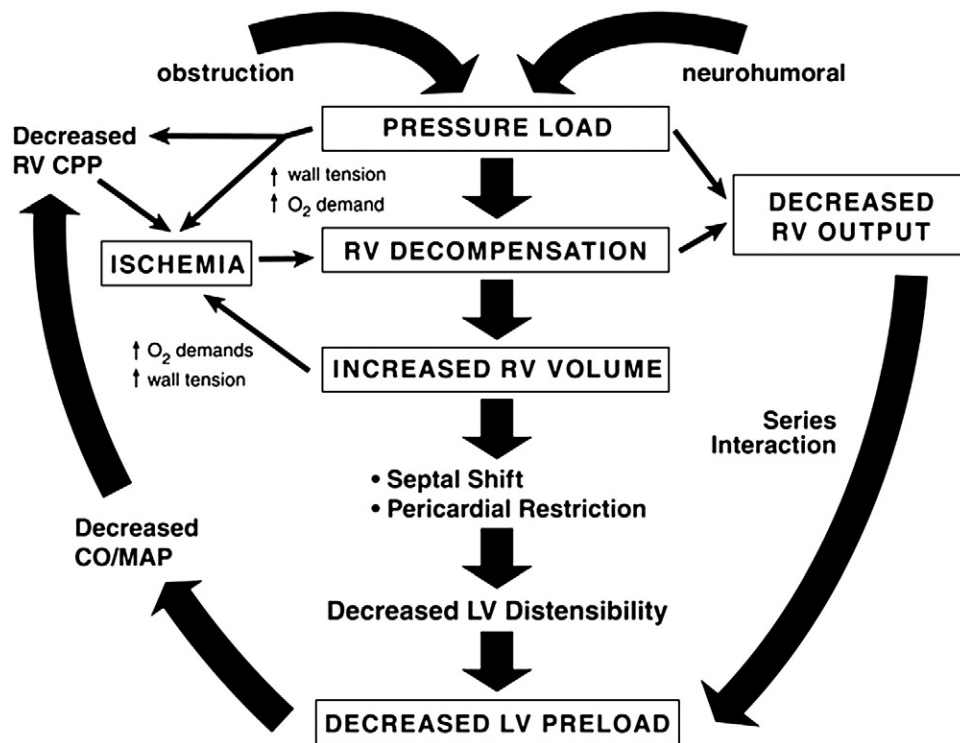 obstruction
neurohumoral
PRESSURE LOAD
Decreased
RV CPP
↑ wall tension
↑ O₂ demand
DECREASED
RV OUTPUT
ISCHEMIA
RV DECOMPENSATION
↑ O₂ demands
↑ wall tension
INCREASED RV VOLUME
Series
Interaction
• Septal Shift
• Pericardial Restriction
Decreased
CO/MAP
Decreased LV Distensibility
DECREASED LV PRELOAD